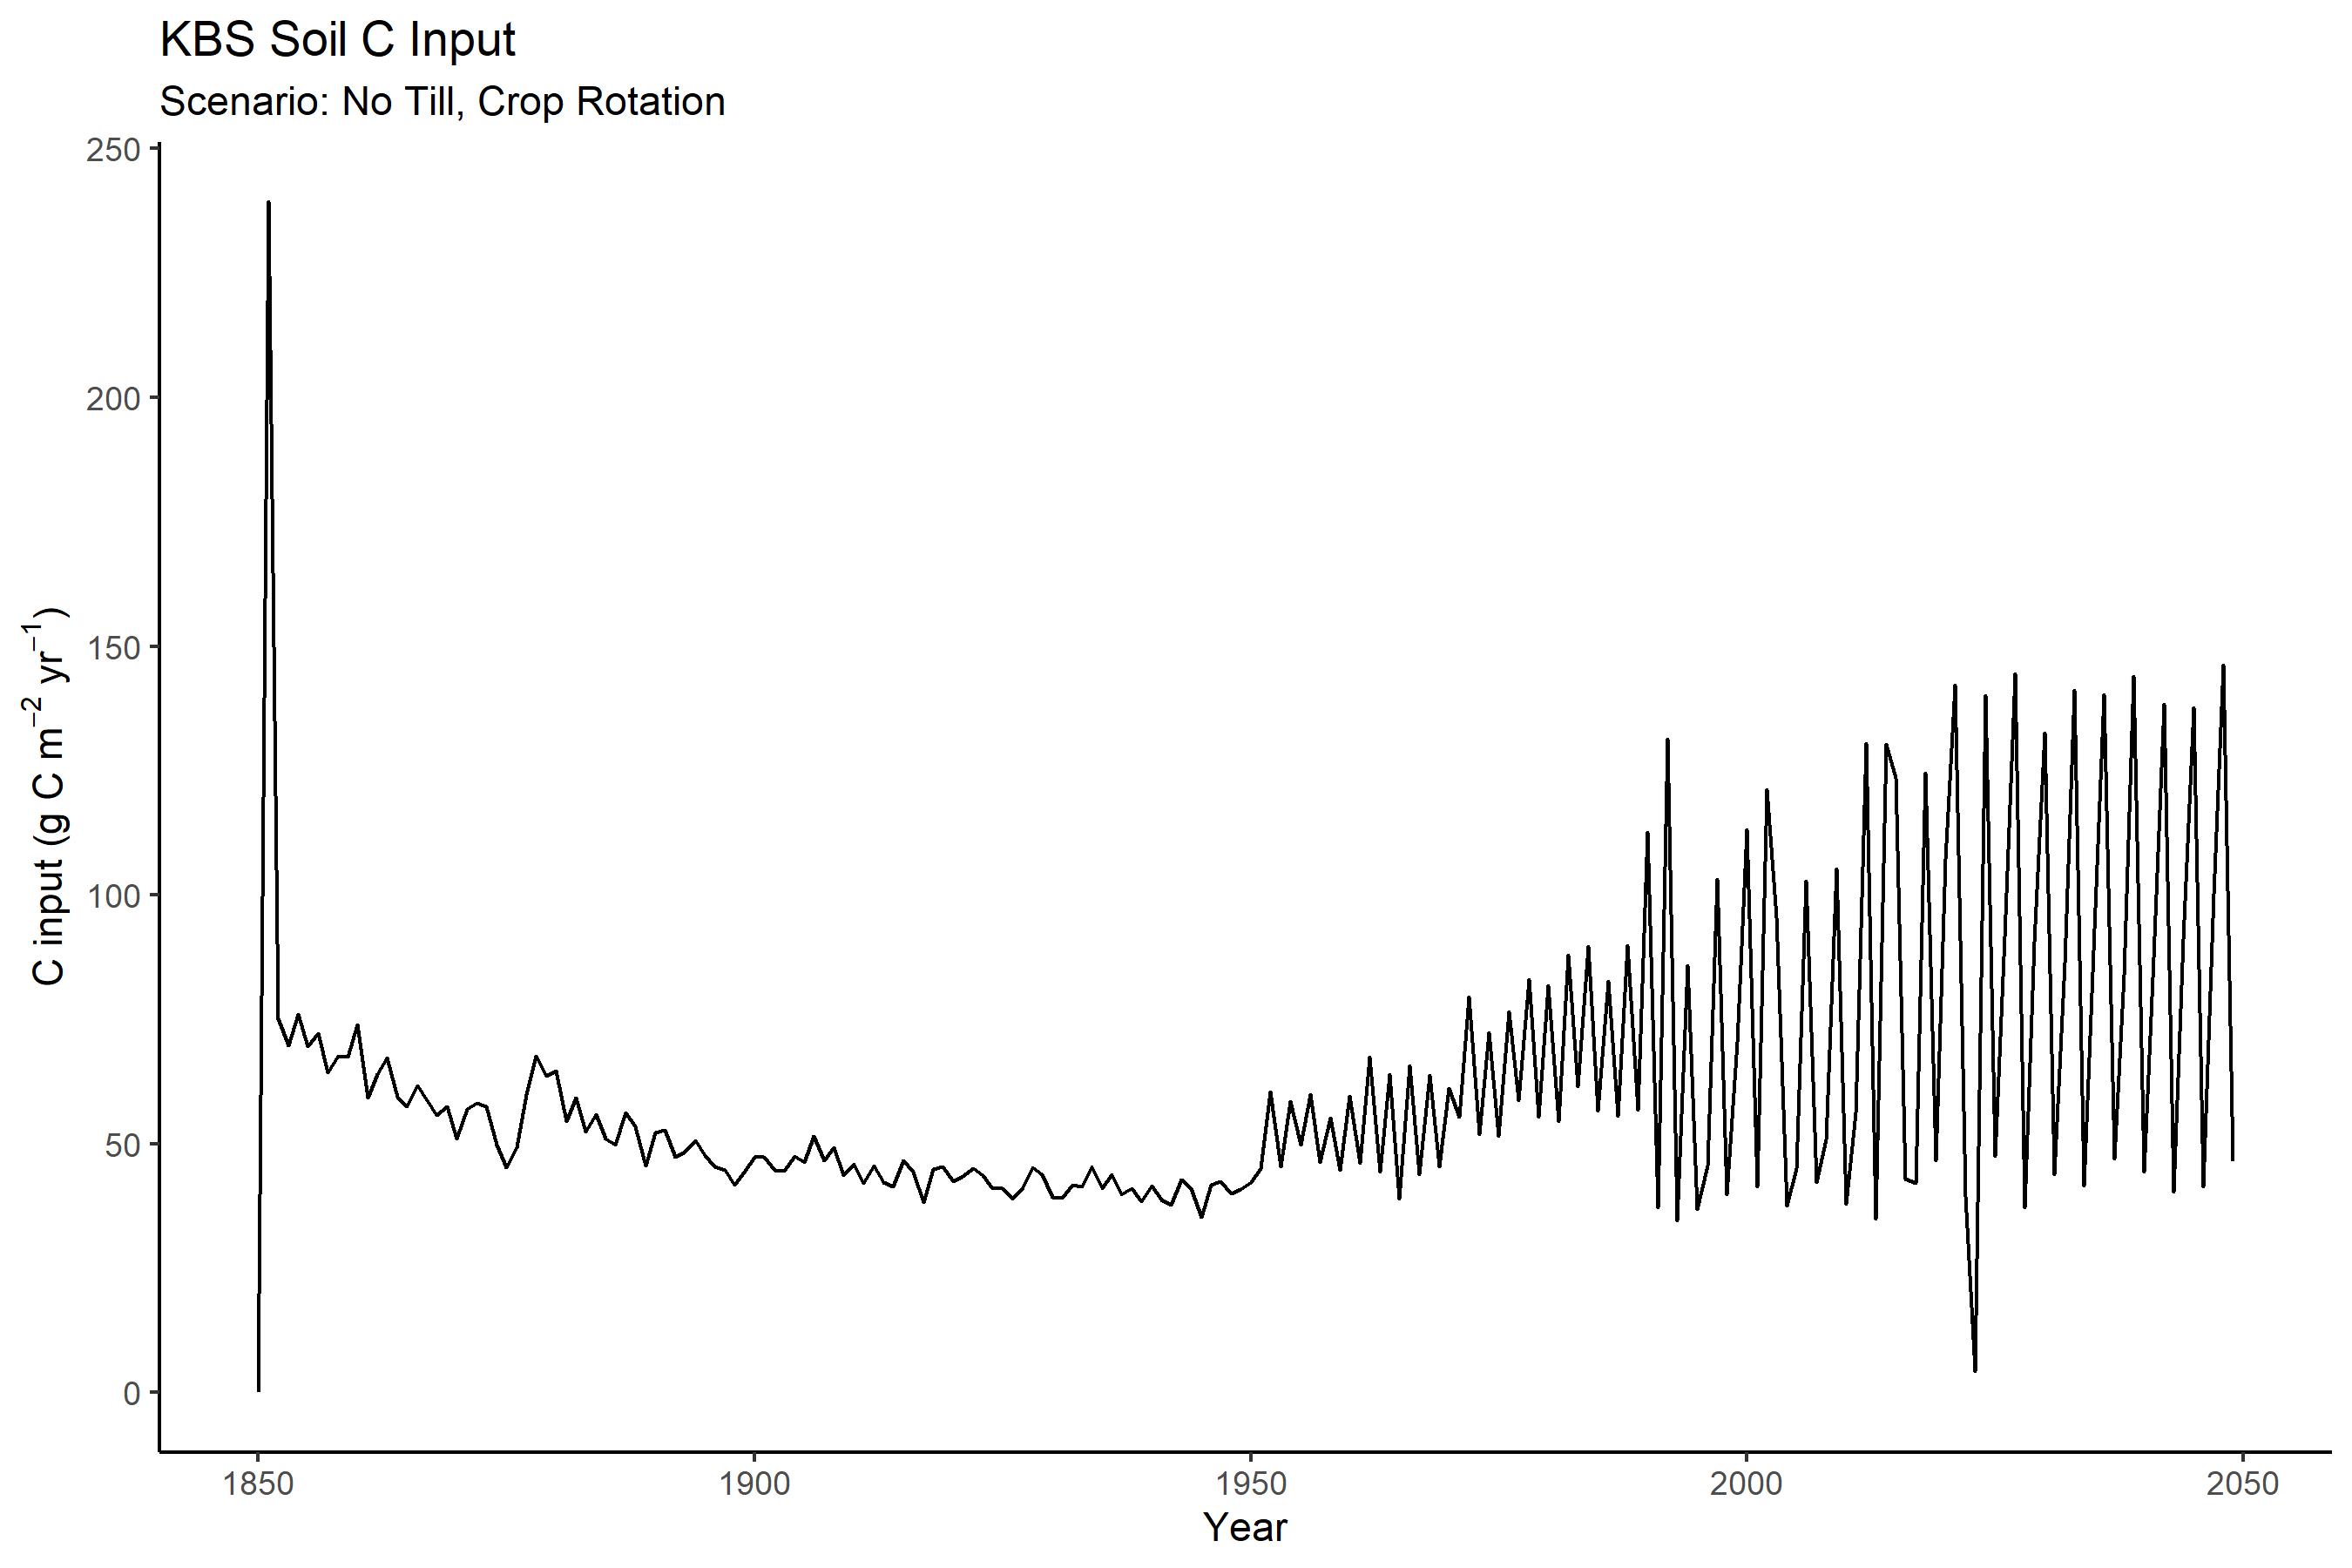 KBS Soil C Input
Scenario: No Till, Crop Rotation
C input (g C m⁻² yr⁻¹)
250
200
150
100
50
0
1850 1900 1950 2000 2050
Year